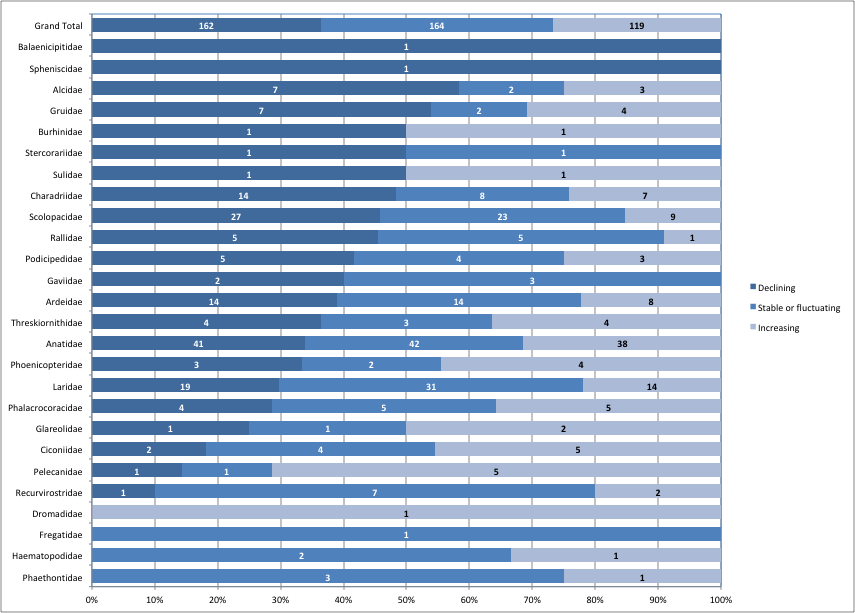 Grand Total 162 164 119
Balaenicipitidae 1
Spheniscidae 1
Alcidae 7 2 3
Gruidae 7 2 4
Burhinidae 1 1
Stercorariidae 1 1
Sulidae 1 1
Charadriidae 14 8 7
Scolopacidae 27 23 9
Rallidae 5 5 1
Podicipedidae 5 4 3
Gaviidae 2 3
Ardeidae 14 14 8
Threskiornithidae 4 3 4
Anatidae 41 42 38
Phoenicopteridae 3 2 4
Laridae 19 31 14
Phalacrocoracidae 4 5 5
Glareolidae 1 1 2
Ciconiidae 2 4 5
Pelecanidae 1 1 5
Recurvirostridae 1 7 2
Dromadidae 1
Fregatidae 1
Haematopodidae 2 1
Phaethontidae 3 1
0% 10% 20% 30% 40% 50% 60% 70% 80% 90% 100%
Declining
Stable or fluctuating
Increasing